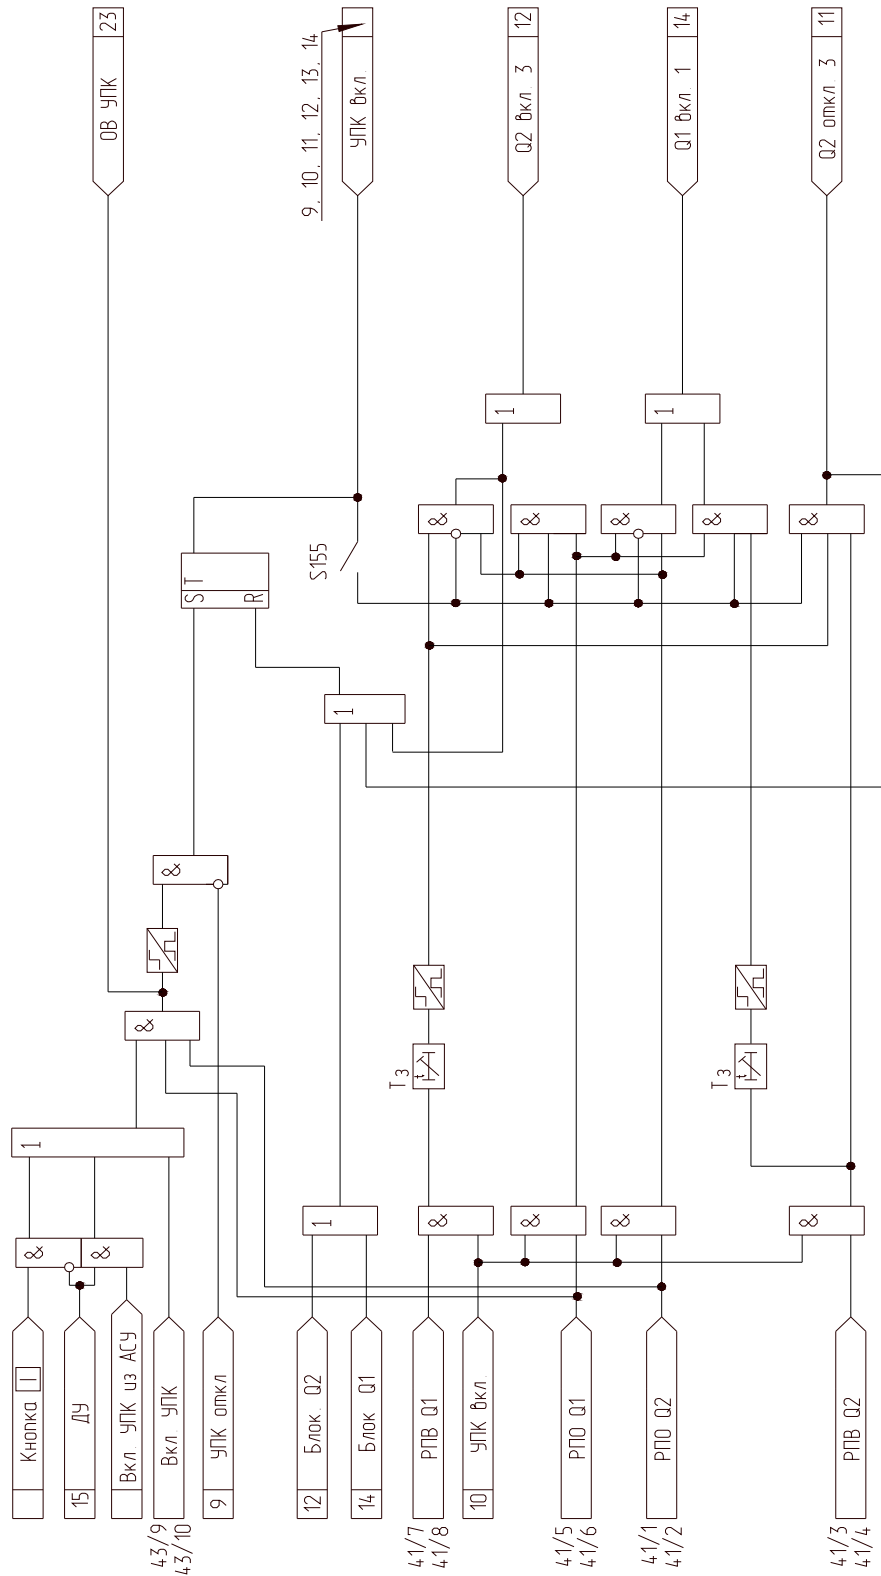 23
ОВ УПК
9, 10, 11, 12, 13, 14
УПК вкл.
12
Q2 вкл. 3
14
Q1 вкл. 1
11
Q2 откл. 3
1
1
&
&
&
&
&
S155
T
S
R
1
&
&
T3
t
T3
t
1
1
&
&
&
&
&
&
Кнопка I
15 ДУ
Вкл. УПК из АСУ
Вкл. УПК
43/9
43/10
9 УПК откл
12 Блок. Q2
14 Блок Q1
РПВ Q1
41/7
41/8
10 УПК вкл.
РПО Q1
41/5
41/6
РПО Q2
41/1
41/2
РПВ Q2
41/3
41/4